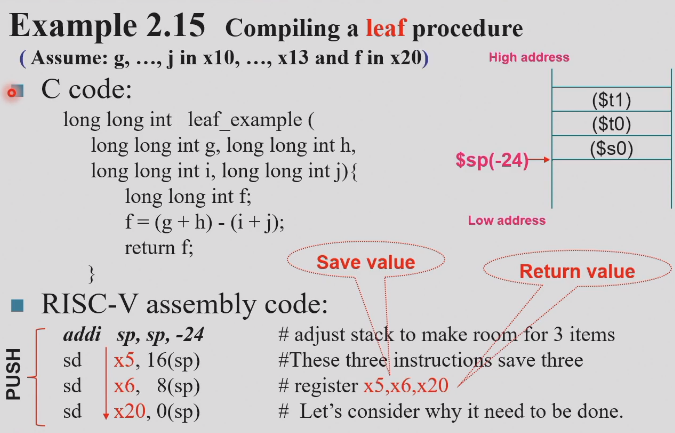 Example 2.15 Compiling a leaf procedure
( Assume: g, …, j in x10, …, x13 and f in x20)
High address
C code:
($t1)
long long int leaf_example (
($t0)
long long int g, long long int h,
($s0)
long long int i, long long int j){
$sp(-24)
long long int f;
f = (g + h) - (i + j);
Low address
return f;
}
Save value
Return value
RISC-V assembly code:
PUSH
addi sp, sp, -24 # adjust stack to make room for 3 items
sd x5, 16(sp) #These three instructions save three
sd x6, 8(sp) # register x5,x6,x20
sd x20, 0(sp) # Let's consider why it need to be done.